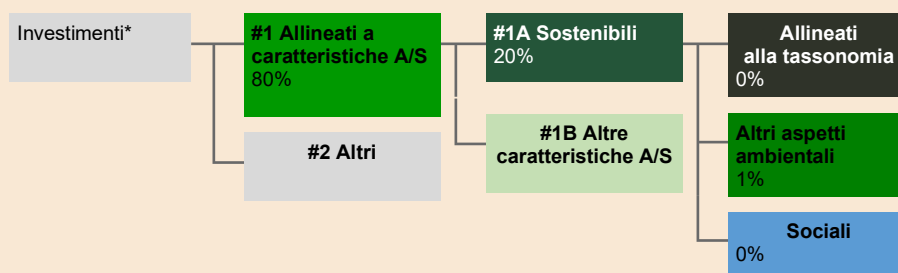 Investimenti*
#1 Allineati a
caratteristiche A/S
80%
#2 Altri
#1A Sostenibili
20%
#1B Altre
caratteristiche A/S
Allineati
alla tassonomia
0%
Altri aspetti
ambientali
1%
Sociali
0%